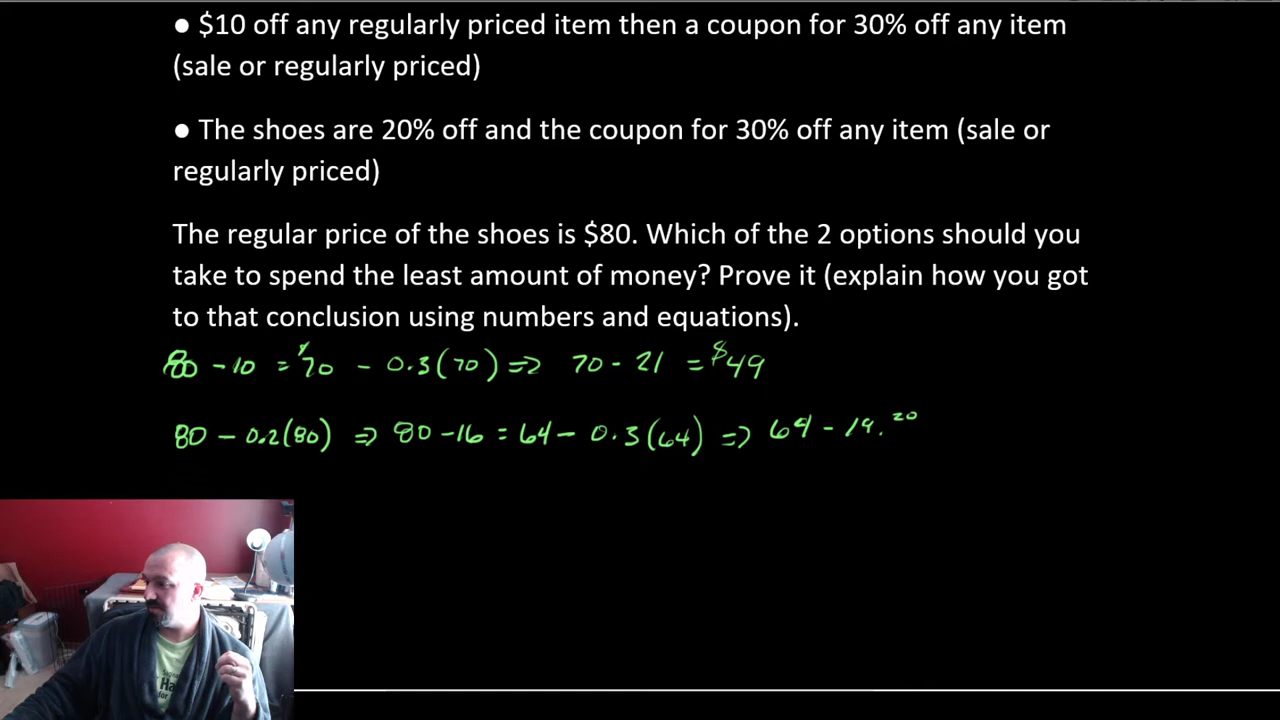 ● $10 off any regularly priced item then a coupon for 30% off any item
(sale or regularly priced)
● The shoes are 20% off and the coupon for 30% off any item (sale or
regularly priced)
The regular price of the shoes is $80. Which of the 2 options should you
take to spend the least amount of money? Prove it (explain how you got
to that conclusion using numbers and equations).
80 - 10 = $70 - 0.3(70) => 70 - 21 = $49
80 - 0.2(80) => 80 - 16 = 64 - 0.3(64) => 64 - 19.20
Ha
for